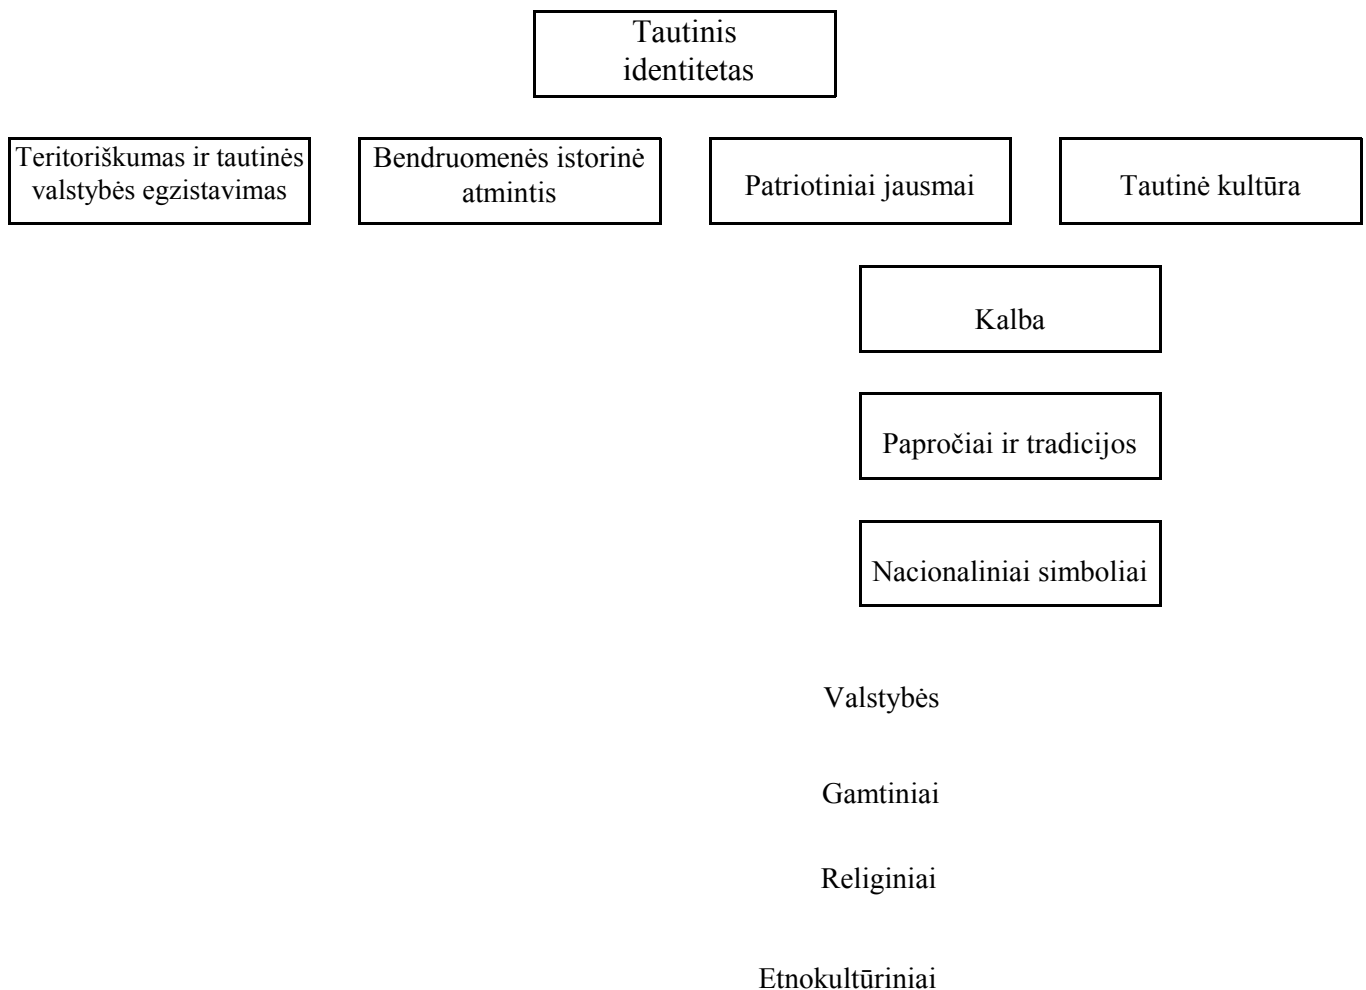 Tautinis
identitetas
Teritoriškumas ir tautinės
valstybės egzistavimas
Bendruomenės istorinė
atmintis
Patriotiniai jausmai
Tautinė kultūra
Kalba
Papročiai ir tradicijos
Nacionaliniai simboliai
Valstybės
Gamtiniai
Religiniai
Etnokultūriniai